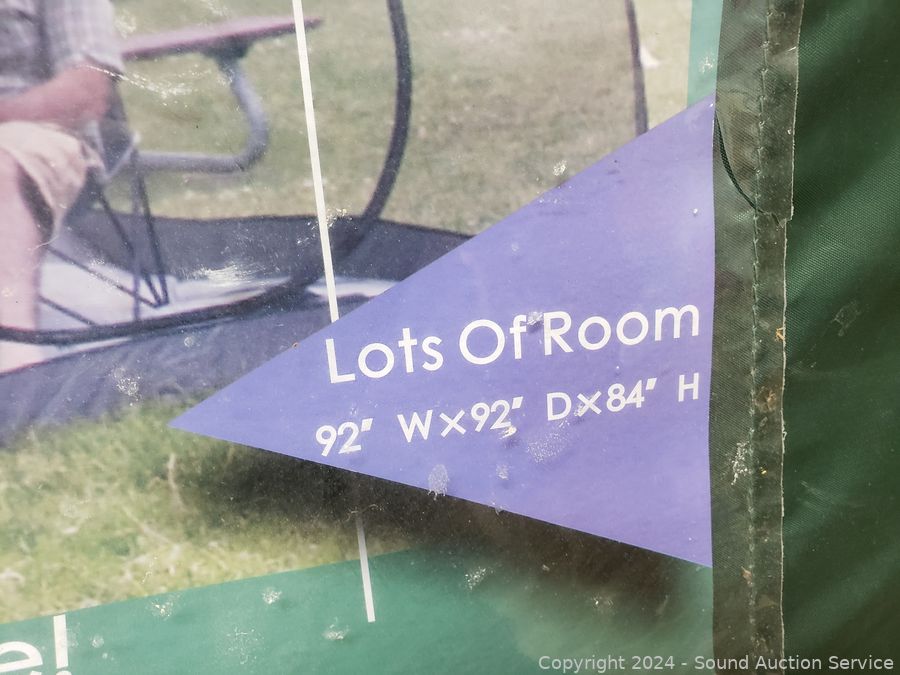 Lots Of Room
92" W×92" D×84" H
e!
Copyright 2024 - Sound Auction Service